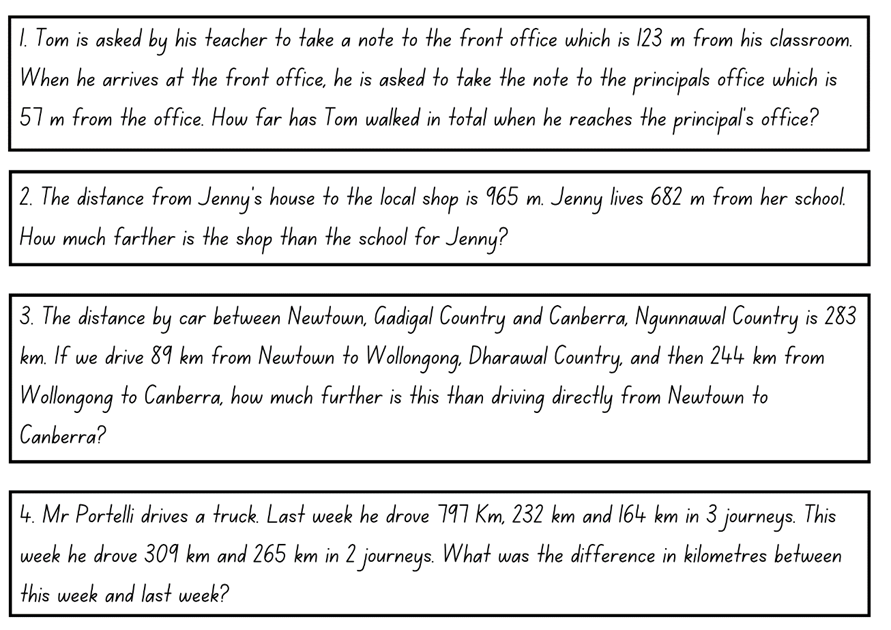 1. Tom is asked by his teacher to take a note to the front office which is 123 m from his classroom.
When he arrives at the front office, he is asked to take the note to the principals office which is
57 m from the office. How far has Tom walked in total when he reaches the principal's office?
2. The distance from Jenny's house to the local shop is 965 m. Jenny lives 682 m from her school.
How much farther is the shop than the school for Jenny?
3. The distance by car between Newtown, Gadigal Country and Canberra, Ngunnawal Country is 283
km. If we drive 89 km from Newtown to Wollongong, Dharawal Country, and then 244 km from
Wollongong to Canberra, how much further is this than driving directly from Newtown to
Canberra?
4. Mr Portelli drives a truck. Last week he drove 797 Km, 232 km and 164 km in 3 journeys. This
week he drove 309 km and 265 km in 2 journeys. What was the difference in kilometres between
this week and last week?